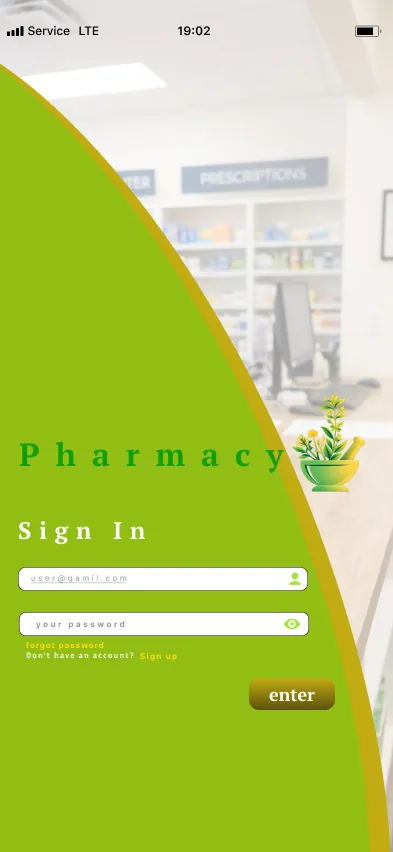 Service LTE 19:02
TER
PRESCRIPTIONS
Pharmacy
Sign In
user@gamil.com
your password
forgot password
Don't have an account? Sign up
enter